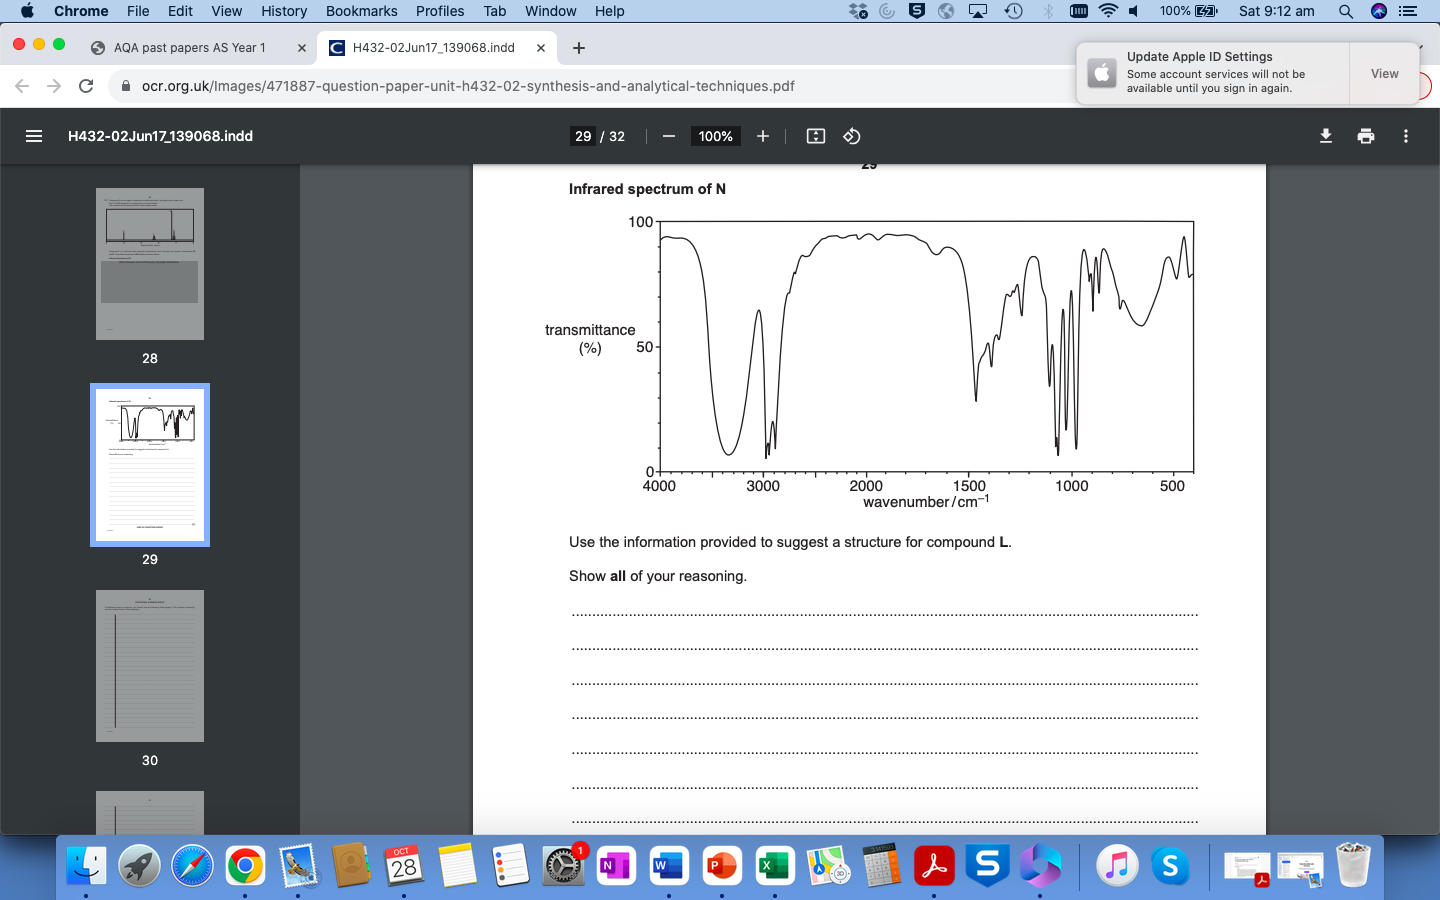 Chrome File Edit View History Bookmarks Profiles Tab Window Help 100% Sat 9:12 am
AQA past papers AS Year 1
H432-02Jun17_139068.indd
ocr.org.uk/Images/471887-question-paper-unit-h432-02-synthesis-and-analytical-techniques.pdf
Update Apple ID Settings
Some account services will not be
available until you sign in again.
View
H432-02Jun17_139068.indd 29 / 32 100%
28
29
30
29
Infrared spectrum of N
100
transmittance
(%)
50
0
4000 3000 2000 1500 1000 500
wavenumber/cm⁻¹
Use the information provided to suggest a structure for compound L.
Show all of your reasoning.
OCT
28
1
N
W
P
X
3D
S
S